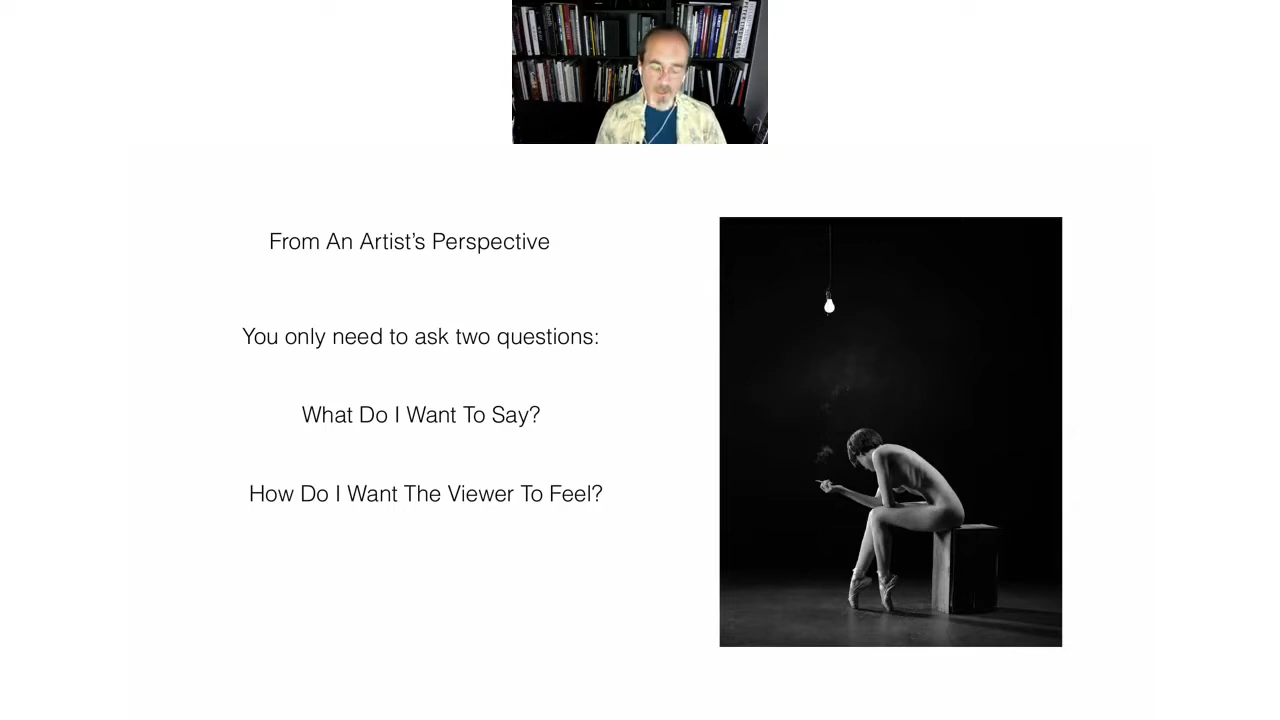 From An Artist’s Perspective
You only need to ask two questions:
What Do I Want To Say?
How Do I Want The Viewer To Feel?